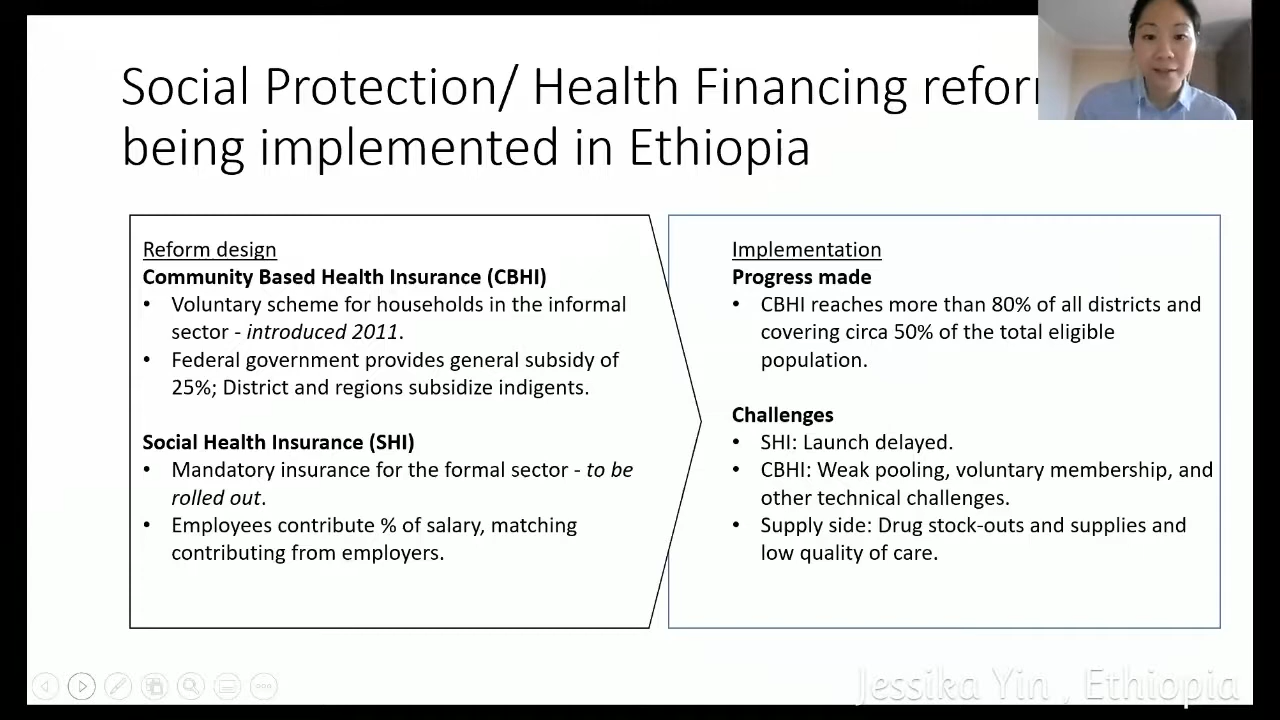 Social Protection/ Health Financing refor
being implemented in Ethiopia
Reform design
Community Based Health Insurance (CBHI)
• Voluntary scheme for households in the informal
sector - introduced 2011.
• Federal government provides general subsidy of
25%; District and regions subsidize indigents.
Social Health Insurance (SHI)
• Mandatory insurance for the formal sector - to be
rolled out.
• Employees contribute % of salary, matching
contributing from employers.
Implementation
Progress made
• CBHI reaches more than 80% of all districts and
covering circa 50% of the total eligible
population.
Challenges
• SHI: Launch delayed.
• CBHI: Weak pooling, voluntary membership, and
other technical challenges.
• Supply side: Drug stock-outs and supplies and
low quality of care.
Jessika Yin , Ethiopia